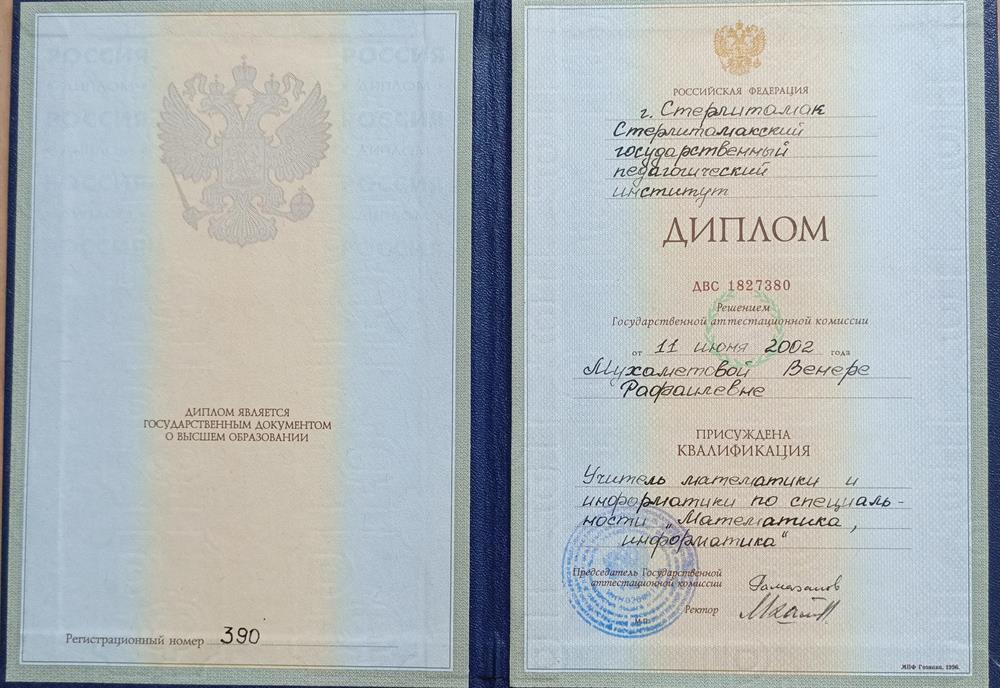 ДИПЛОМ ЯВЛЯЕТСЯ
ГОСУДАРСТВЕННЫМ ДОКУМЕНТОМ
О ВЫСШЕМ ОБРАЗОВАНИИ
Регистрационный номер 390
РОССИЙСКАЯ ФЕДЕРАЦИЯ
г. Стерлитамак
Стерлитамакский
государственный
педагогический
институт
ДИПЛОМ
ДВС 1827380
Решением
Государственной аттестационной комиссии
от 11 июня 2002 года
Мухаметовой Венере
Рафаилевне
ПРИСУЖДЕНА
КВАЛИФИКАЦИЯ
Учитель математики и
информатики по специаль-
ности „Математика,
информатика“
Председатель Государственной
аттестационной комиссии
Рамазанов
Ректор
М.П.
МПФ Гознака. 1996.